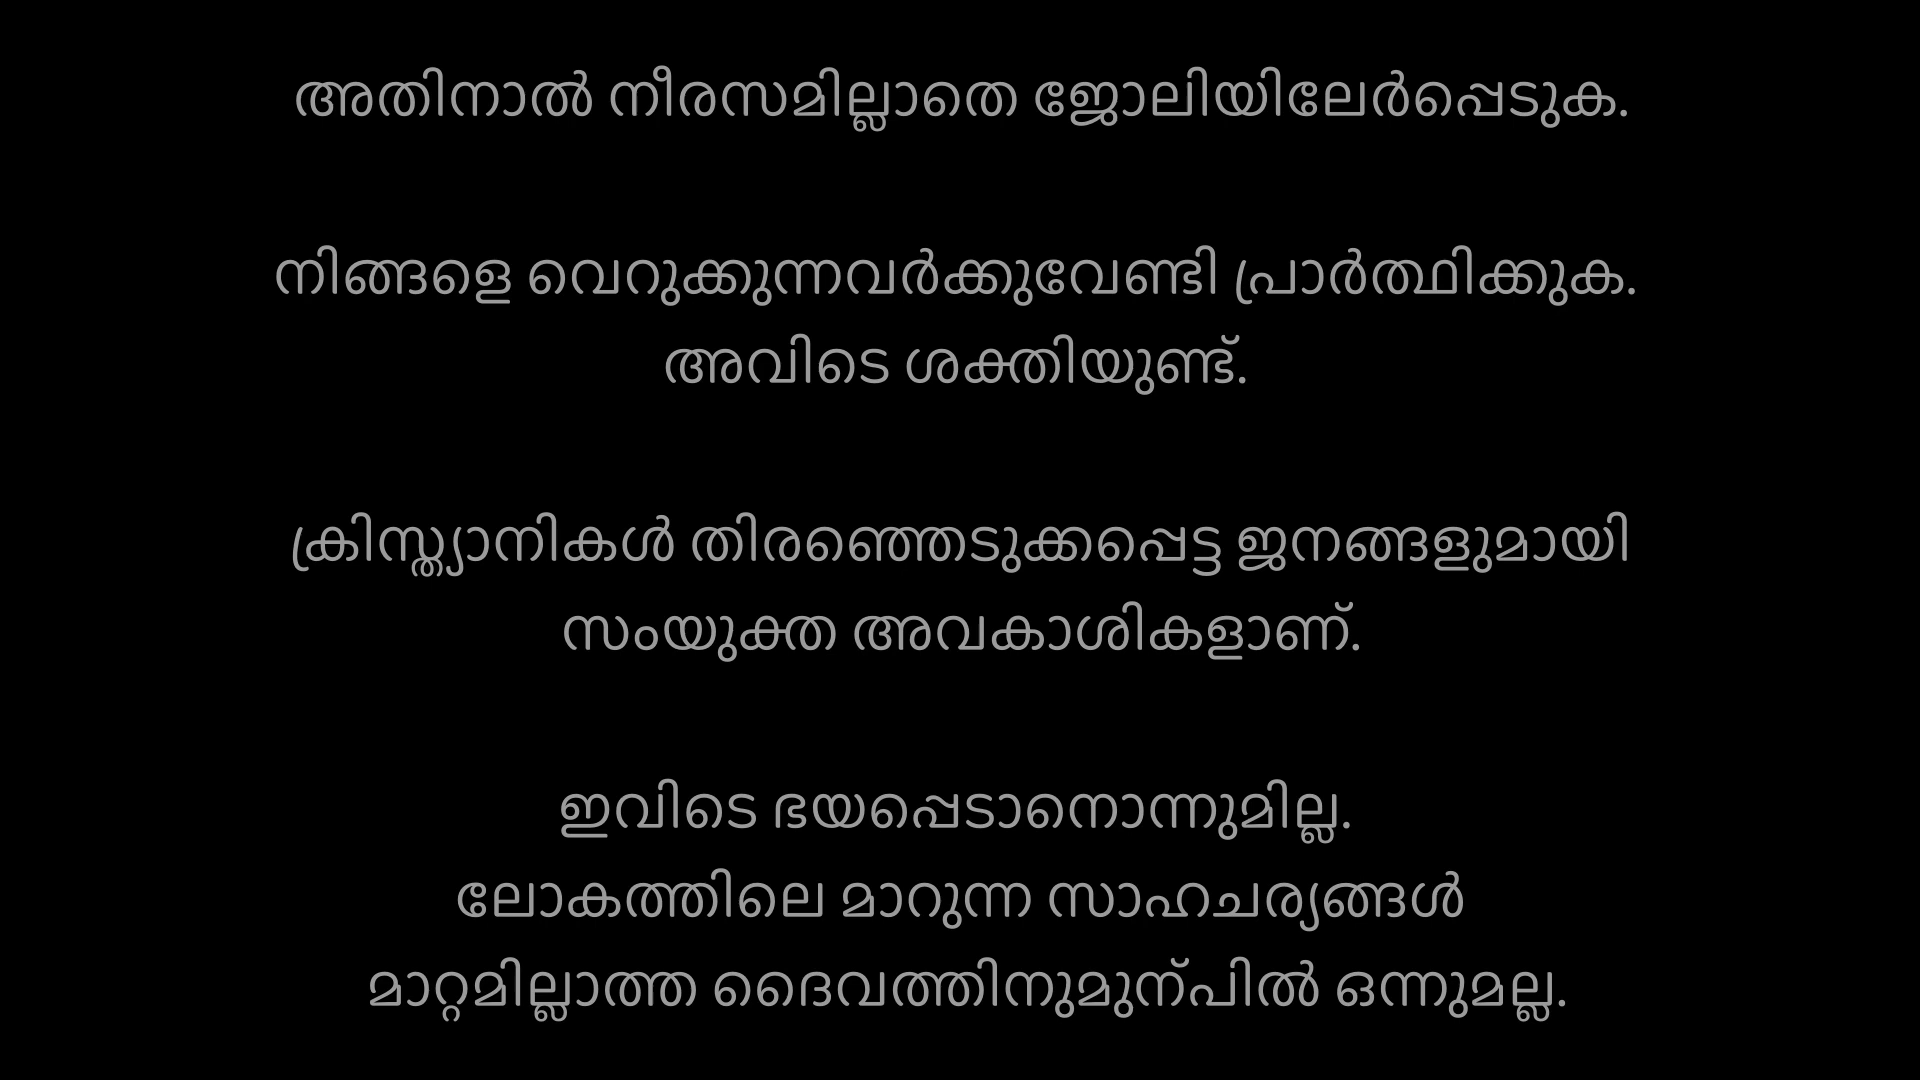 അതിനാൽ നീരസമില്ലാതെ ജോലിയിലേർപ്പെടുക.
നിങ്ങളെ വെറുക്കുന്നവർക്കുവേണ്ടി പ്രാർത്ഥിക്കുക.
അവിടെ ശക്തിയുണ്ട്.
ക്രിസ്ത്യാനികൾ തിരഞ്ഞെടുക്കപ്പെട്ട ജനങ്ങളുമായി
സംയുക്ത അവകാശികളാണ്.
ഇവിടെ ഭയപ്പെടാനൊന്നുമില്ല.
ലോകത്തിലെ മാറുന്ന സാഹചര്യങ്ങൾ
മാറ്റമില്ലാത്ത ദൈവത്തിനുമുന്പിൽ ഒന്നുമല്ല.